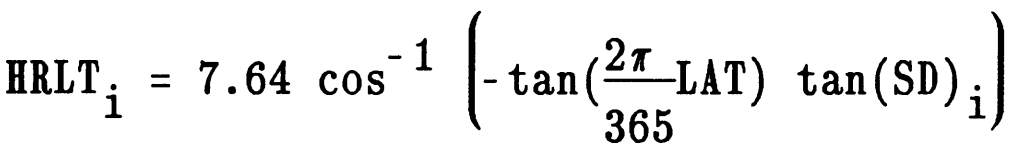 HRLT_i = 7.64 cos^-1 (-tan(2π/365 LAT) tan(SD)_i)